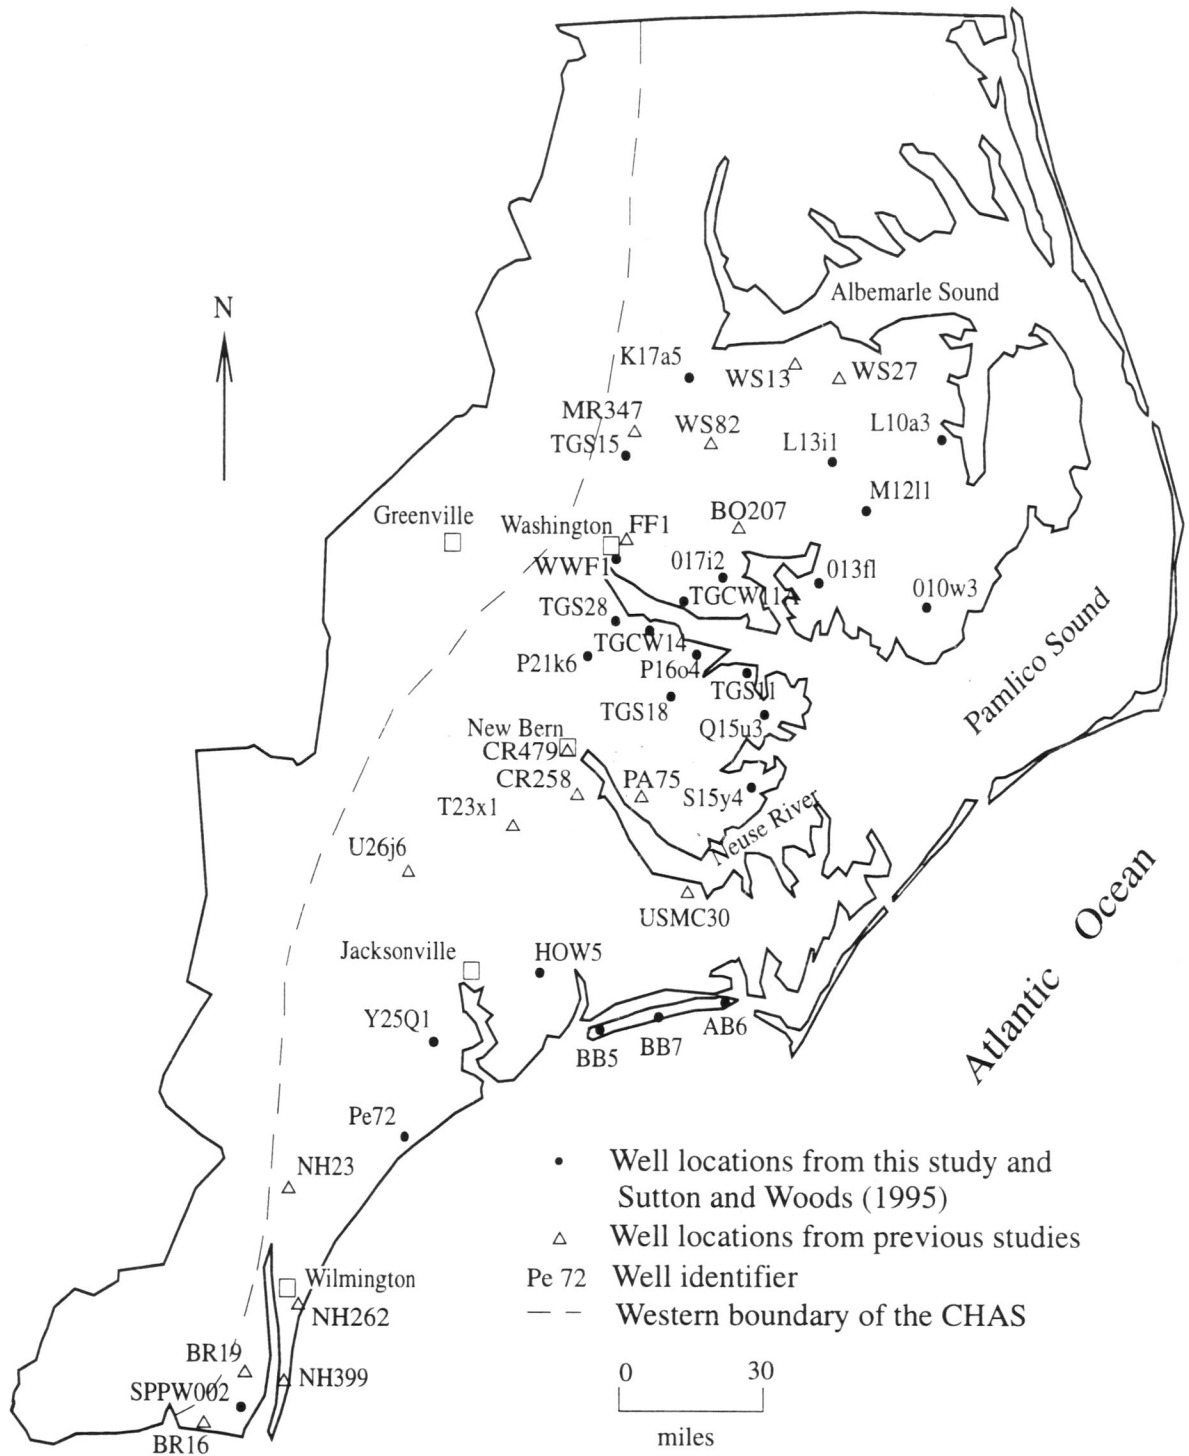 Albemarle Sound
N
K17a5
WS13
WS27
MR347
WS82
L10a3
TGS15
L13i1
M12l1
Greenville
Washington
FF1
BO207
WWF1
017i2
013fl
010w3
TGCW11A
TGS28
TGCW14
P21k6
P16o4
TGS11
Pamlico Sound
TGS18
Q15u3
New Bern
CR479
CR258
PA75
S15y4
T23x1
Neuse River
U26j6
USMC30
Atlantic Ocean
Jacksonville
HOW5
Y25Q1
AB6
BB7
BB5
Pe72
NH23
Well locations from this study and
Sutton and Woods (1995)
Well locations from previous studies
Pe 72 Well identifier
Western boundary of the CHAS
Wilmington
NH262
BR19
NH399
SPPW002
BR16
0 30
miles